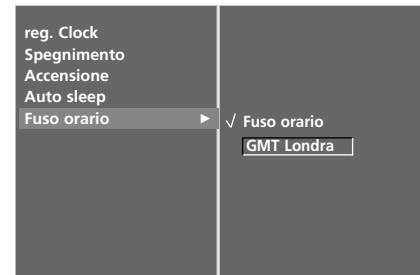 reg. Clock
Spegnimento
Accensione
Auto sleep
Fuso orario ►
√ Fuso orario
GMT Londra